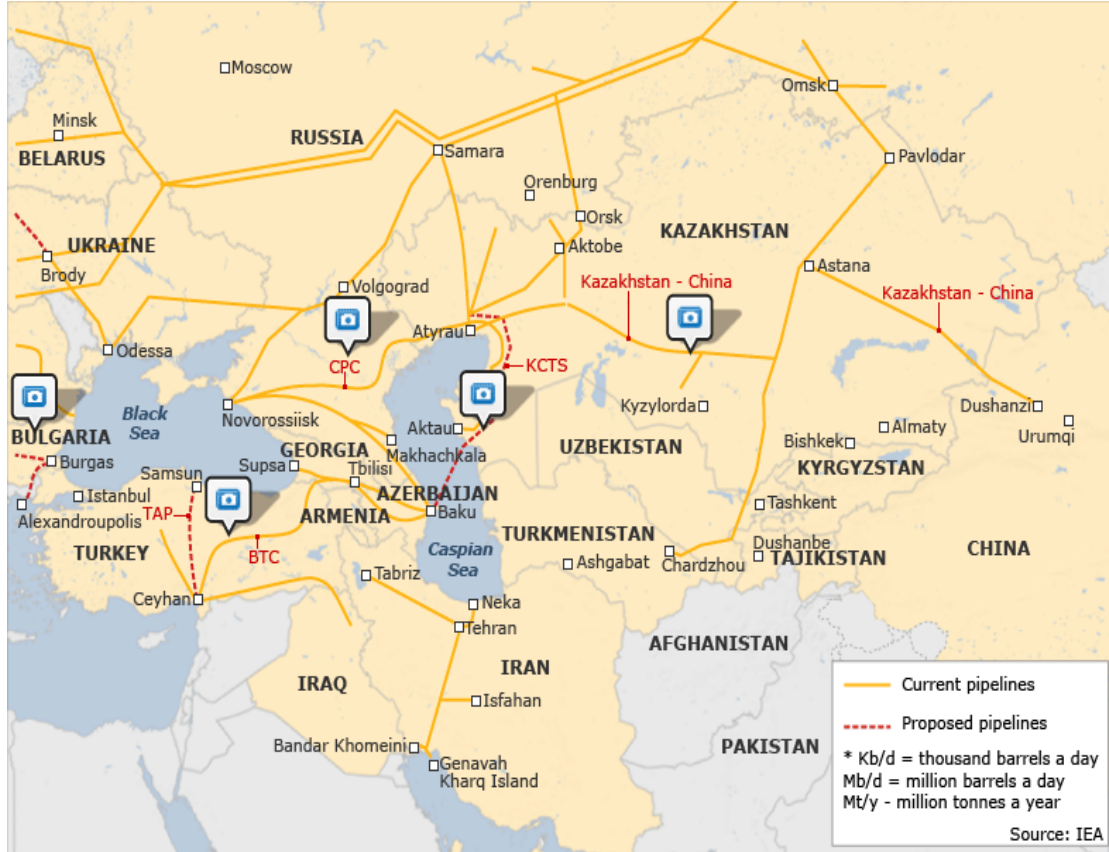 Moscow
Omsk
Minsk
RUSSIA
BELARUS
Samara
Pavlodar
Orenburg
Orsk
KAZAKHSTAN
UKRAINE
Aktobe
Brody
Astana
Kazakhstan - China
Volgograd
Kazakhstan - China
Atyrau
Odessa
CPC
KCTS
Black
Sea
Novorossiisk
Kyzylorda
Dushanzi
Aktau
Almaty
Urumqi
BULGARIA
GEORGIA
Makhachkala
UZBEKISTAN
Bishkek
Burgas
Samsun
Supsa
Tbilisi
KYRGYZSTAN
Istanbul
AZERBAIJAN
Tashkent
Alexandroupolis
TAP
ARMENIA
Baku
TURKMENISTAN
Dushanbe
TURKEY
BTC
Caspian
Sea
Ashgabat
Chardzhou
TAJIKISTAN
CHINA
Tabriz
Ceyhan
Neka
Tehran
AFGHANISTAN
IRAQ
IRAN
Isfahan
Bandar Khomeini
PAKISTAN
Genavah
Kharq Island
Current pipelines
Proposed pipelines
* Kb/d = thousand barrels a day
Mb/d = million barrels a day
Mt/y - million tonnes a year
Source: IEA